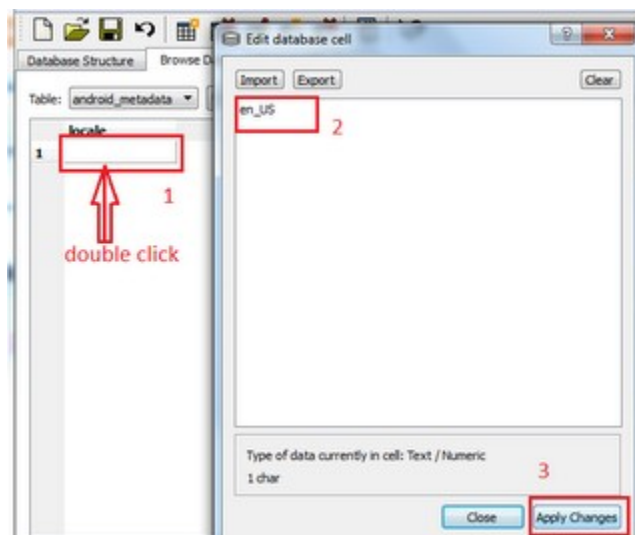 Edit database cell
Database Structure Browse D
Import Export Clear
Table: android_metadata
en_US
2
locale
1
1
double click
Type of data currently in cell: Text / Numeric
1 char
3
Close Apply Changes